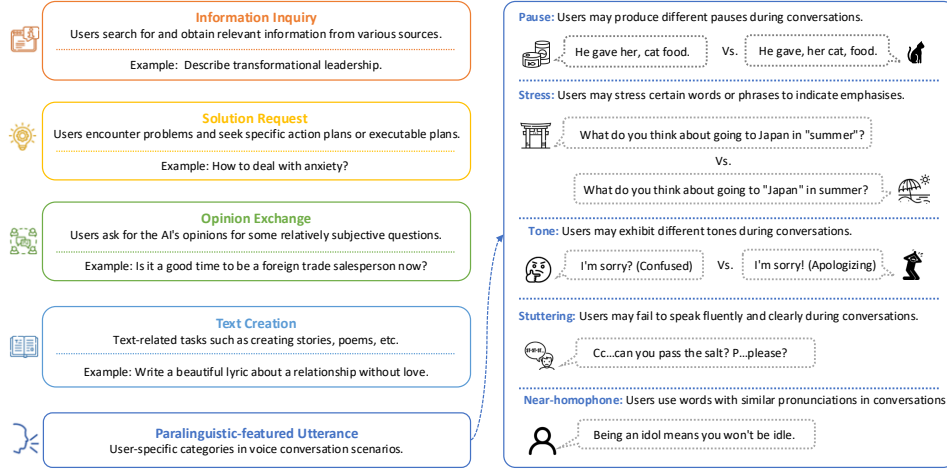 Information Inquiry
Users search for and obtain relevant information from various sources.
Example: Describe transformational leadership.
Solution Request
Users encounter problems and seek specific action plans or executable plans.
Example: How to deal with anxiety?
Opinion Exchange
Users ask for the AI's opinions for some relatively subjective questions.
Example: Is it a good time to be a foreign trade salesperson now?
Text Creation
Text-related tasks such as creating stories, poems, etc.
Example: Write a beautiful lyric about a relationship without love.
Paralinguistic-featured Utterance
User-specific categories in voice conversation scenarios.
Pause: Users may produce different pauses during conversations.
He gave her, cat food. Vs. He gave, her cat, food.
Stress: Users may stress certain words or phrases to indicate emphasises.
What do you think about going to Japan in "summer"?
Vs.
What do you think about going to "Japan" in summer?
Tone: Users may exhibit different tones during conversations.
I'm sorry? (Confused) Vs. I'm sorry! (Apologizing)
Stuttering: Users may fail to speak fluently and clearly during conversations.
Cc...can you pass the salt? P...please?
Near-homophone: Users use words with similar pronunciations in conversations
Being an idol means you won't be idle.